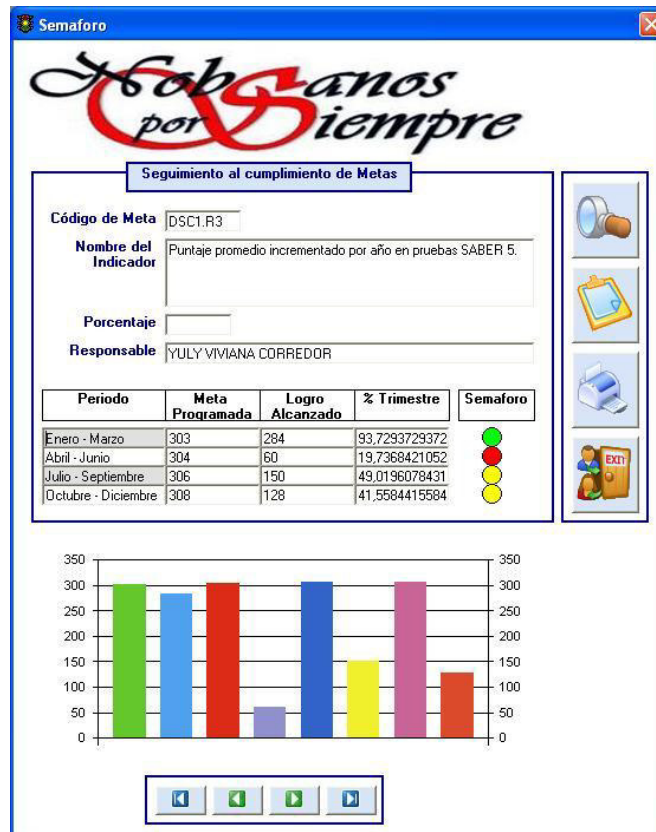 Semaforo
Nobsanos
por Siempre
Seguimiento al cumplimiento de Metas
Código de Meta DSC1.R3
Nombre del Indicador Puntaje promedio incrementado por año en pruebas SABER 5.
Porcentaje
Responsable YULY VIVIANA CORREDOR
Periodo Meta Programada Logro Alcanzado % Trimestre Semaforo
Enero - Marzo 303 284 93,7293729372
Abril - Junio 304 60 19,7368421052
Julio - Septiembre 306 150 49,0196078431
Octubre - Diciembre 308 128 41,5584415584
EXIT
350 350
300 300
250 250
200 200
150 150
100 100
50 50
0 0